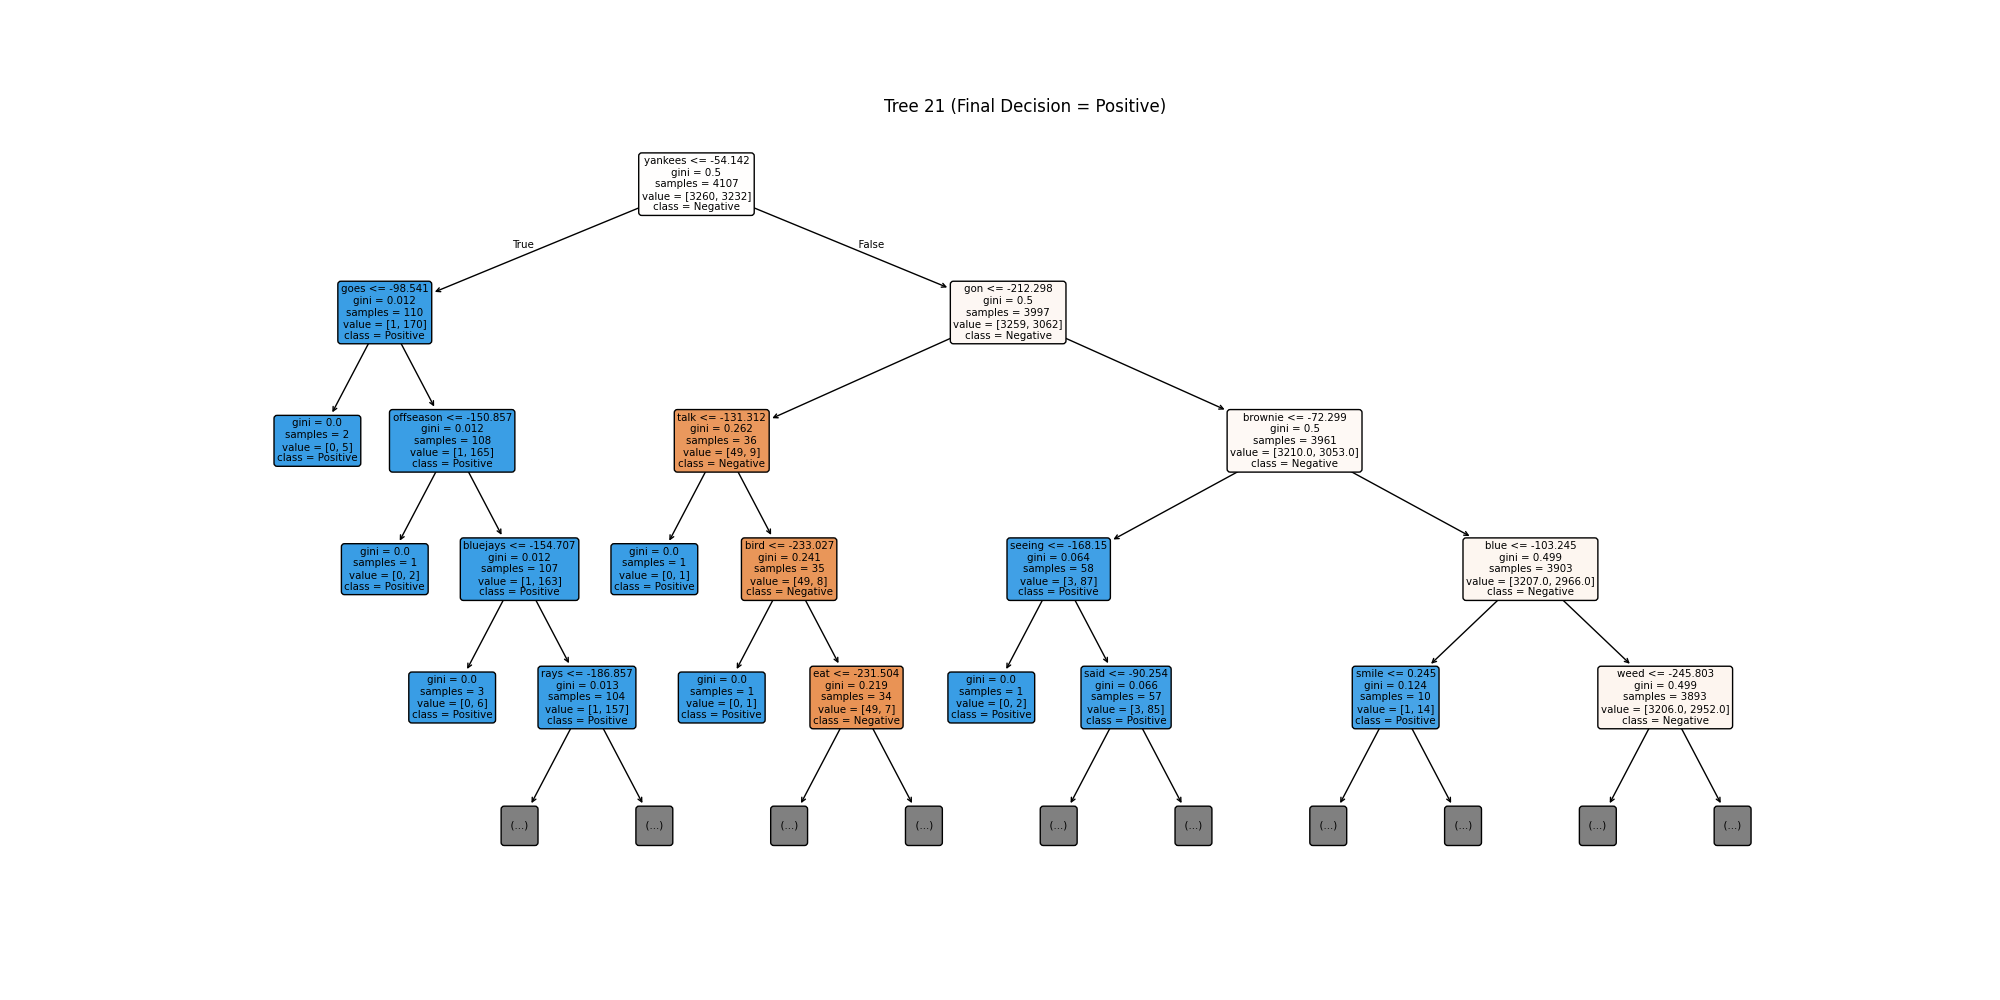 Tree 21 (Final Decision = Positive)
yankees <= -54.142
gini = 0.5
samples = 4107
value = [3260, 3232]
class = Negative
True
False
goes <= -98.541
gini = 0.012
samples = 110
value = [1, 170]
class = Positive
gon <= -212.298
gini = 0.5
samples = 3997
value = [3259, 3062]
class = Negative
gini = 0.0
samples = 2
value = [0, 5]
class = Positive
offseason <= -150.857
gini = 0.012
samples = 108
value = [1, 165]
class = Positive
talk <= -131.312
gini = 0.262
samples = 36
value = [49, 9]
class = Negative
brownie <= -72.299
gini = 0.5
samples = 3961
value = [3210.0, 3053.0]
class = Negative
gini = 0.0
samples = 1
value = [0, 2]
class = Positive
bluejays <= -154.707
gini = 0.012
samples = 107
value = [1, 163]
class = Positive
gini = 0.0
samples = 1
value = [0, 1]
class = Positive
bird <= -233.027
gini = 0.241
samples = 35
value = [49, 8]
class = Negative
seeing <= -168.15
gini = 0.064
samples = 58
value = [3, 87]
class = Positive
blue <= -103.245
gini = 0.499
samples = 3903
value = [3207.0, 2966.0]
class = Negative
gini = 0.0
samples = 3
value = [0, 6]
class = Positive
rays <= -186.857
gini = 0.013
samples = 104
value = [1, 157]
class = Positive
gini = 0.0
samples = 1
value = [0, 1]
class = Positive
eat <= -231.504
gini = 0.219
samples = 34
value = [49, 7]
class = Negative
gini = 0.0
samples = 1
value = [0, 2]
class = Positive
said <= -90.254
gini = 0.066
samples = 57
value = [3, 85]
class = Positive
smile <= 0.245
gini = 0.124
samples = 10
value = [1, 14]
class = Positive
weed <= -245.803
gini = 0.499
samples = 3893
value = [3206.0, 2952.0]
class = Negative
(...)
(...)
(...)
(...)
(...)
(...)
(...)
(...)
(...)
(...)